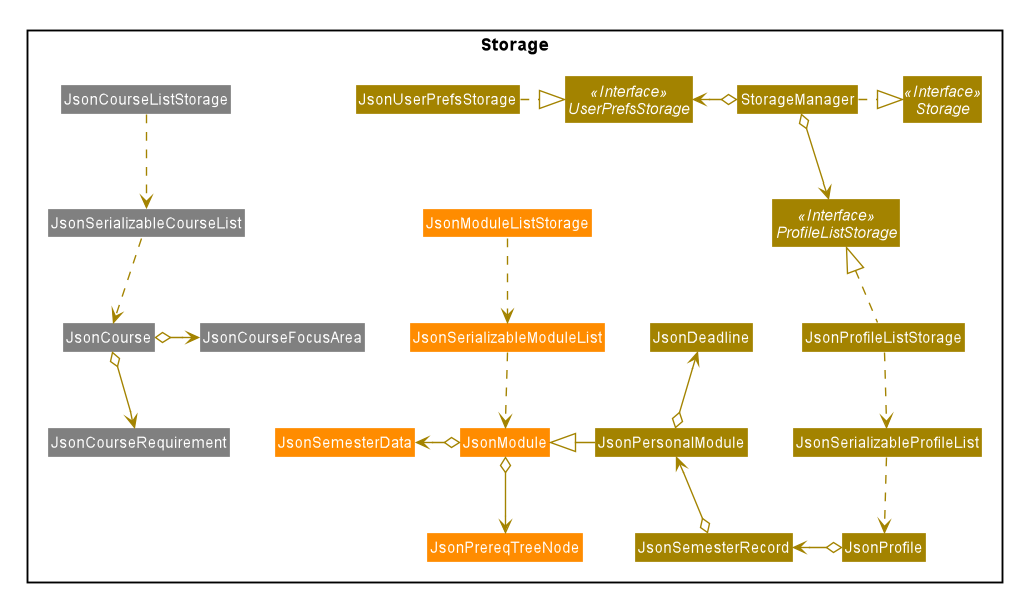 Storage
JsonCourseListStorage
JsonUserPrefsStorage
«Interface»
UserPrefsStorage
StorageManager
«Interface»
Storage
JsonSerializableCourseList
JsonModuleListStorage
«Interface»
ProfileListStorage
JsonCourse
JsonCourseFocusArea
JsonSerializableModuleList
JsonDeadline
JsonProfileListStorage
JsonCourseRequirement
JsonSemesterData
JsonModule
JsonPersonalModule
JsonSerializableProfileList
JsonPrereqTreeNode
JsonSemesterRecord
JsonProfile